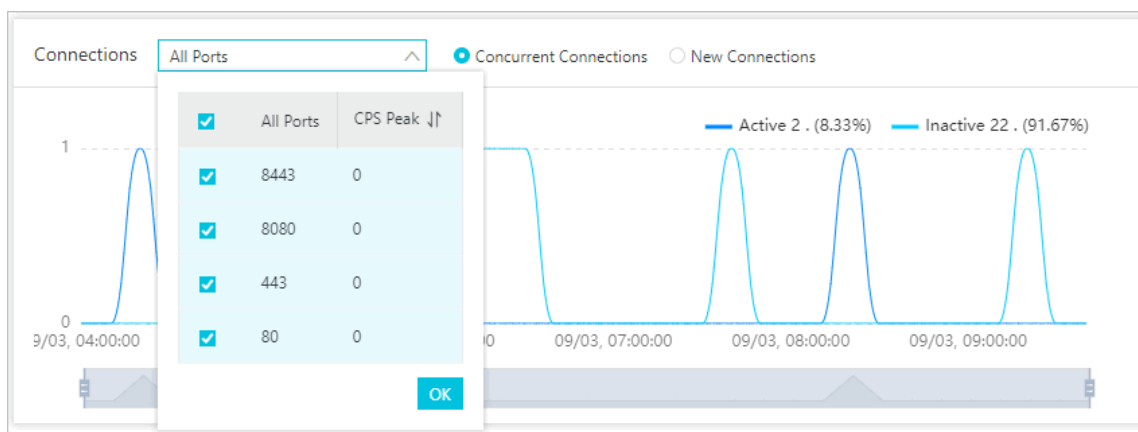 Connections All Ports Concurrent Connections New Connections
All Ports CPS Peak
Active 2 . (8.33%) Inactive 22 . (91.67%)
1
8443 0
8080 0
443 0
80 0
0
9/03, 04:00:00 00 09/03, 07:00:00 09/03, 08:00:00 09/03, 09:00:00
OK